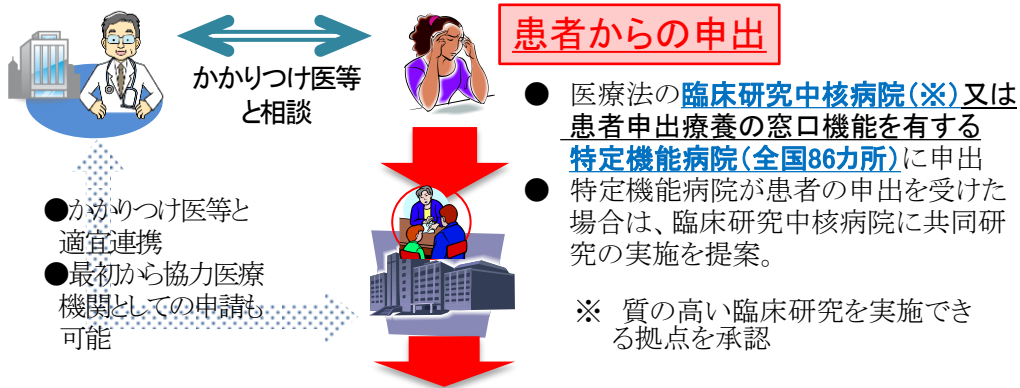 患者からの申出
かかりつけ医等
と相談
● 医療法の臨床研究中核病院(※)又は
患者申出療養の窓口機能を有する
特定機能病院(全国86カ所)に申出
● 特定機能病院が患者の申出を受けた
場合は、臨床研究中核病院に共同研
究の実施を提案。
※ 質の高い臨床研究を実施でき
る拠点を承認
●かかりつけ医等と
適宜連携
●最初から協力医療
機関としての申請も
可能